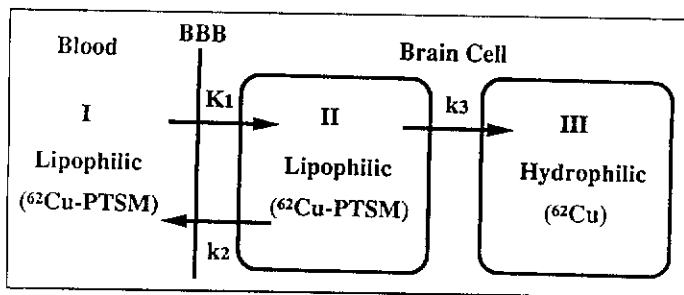 Blood
BBB
Brain Cell
I
Lipophilic
(⁶²Cu-PTSM)
K1
k2
II
Lipophilic
(⁶²Cu-PTSM)
k3
III
Hydrophilic
(⁶²Cu)